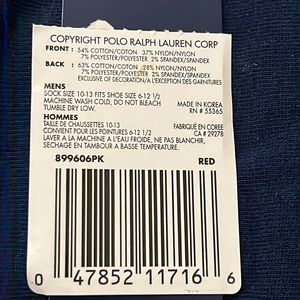 COPYRIGHT POLO RALPH LAUREN CORP
FRONT : 54% COTTON/COTON 37% NYLON/NYLON
7% POLYESTER/POLYESTER 2% SPANDEX/SPANDEX
BACK : 63% COTTON/COTON 28% NYLON/NYLON
7% POLYESTER/POLYESTER 2% SPANDEX/SPANDEX
EXCLUSIVE OF DECORATION/A L'EXCEPTION DES GARNITURES
MENS
SOCK SIZE 10-13 FITS SHOE SIZE 6-12 1/2
MACHINE WASH COLD, DO NOT BLEACH
TUMBLE DRY LOW.
MADE IN KOREA
RN # 55365
HOMMES
TAILLE DE CHAUSSETTES 10-13
CONVIENT POUR LES POINTURES 6-12 1/2
LAVER A LA MACHINE A L'EAU FROIDE, NE PAS BLANCHIR,
SECHAGE EN TAMBOUR A BASSE TEMPERATURE.
FABRIQUÉ EN COREE
CA # 29278
899606PK RED
0 47852 11716 6